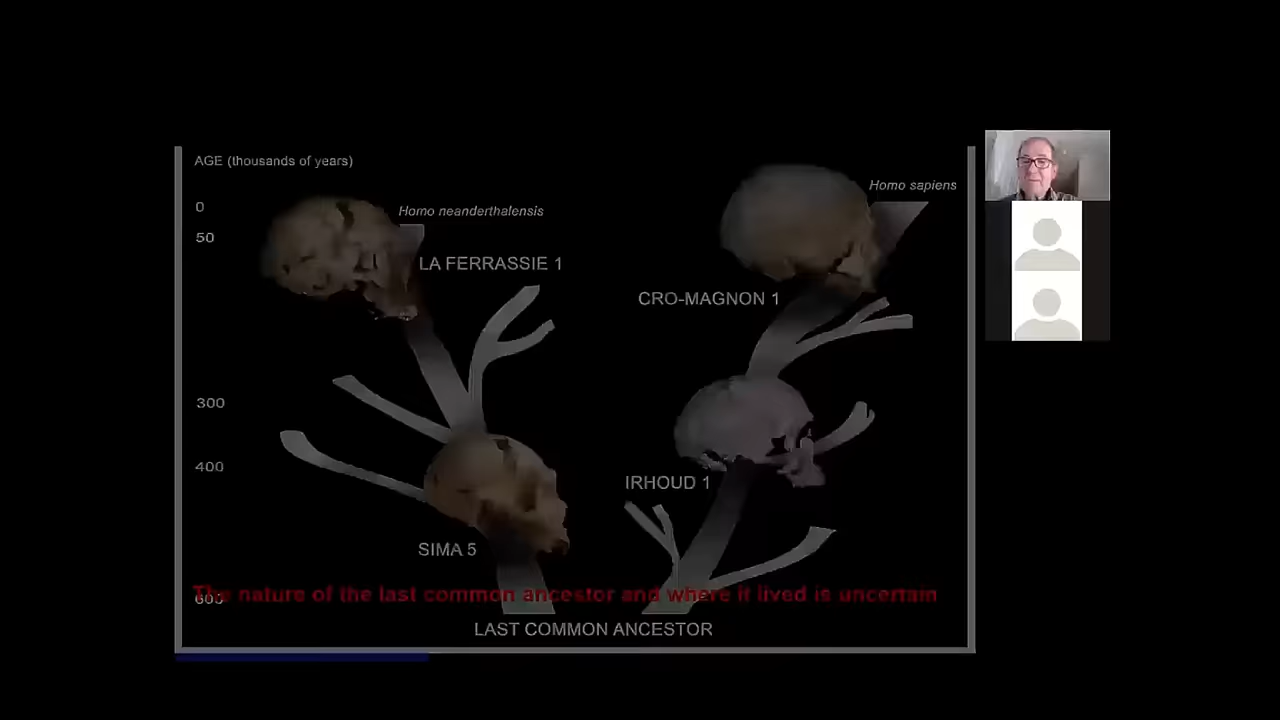 AGE (thousands of years)
Homo sapiens
0
Homo neanderthalensis
50
LA FERRASSIE 1
CRO-MAGNON 1
300
400
IRHOUD 1
SIMA 5
The nature of the last common ancestor and where it lived is uncertain
600
LAST COMMON ANCESTOR